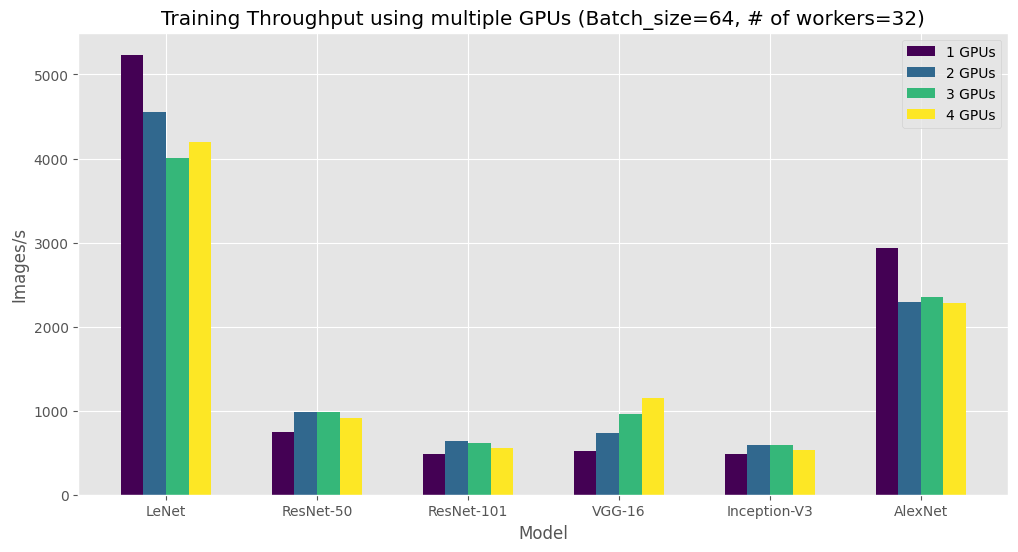 Training Throughput using multiple GPUs (Batch_size=64, # of workers=32)
1 GPUs
2 GPUs
3 GPUs
4 GPUs
Images/s
5000
4000
3000
2000
1000
0
LeNet
ResNet-50
ResNet-101
VGG-16
Inception-V3
AlexNet
Model